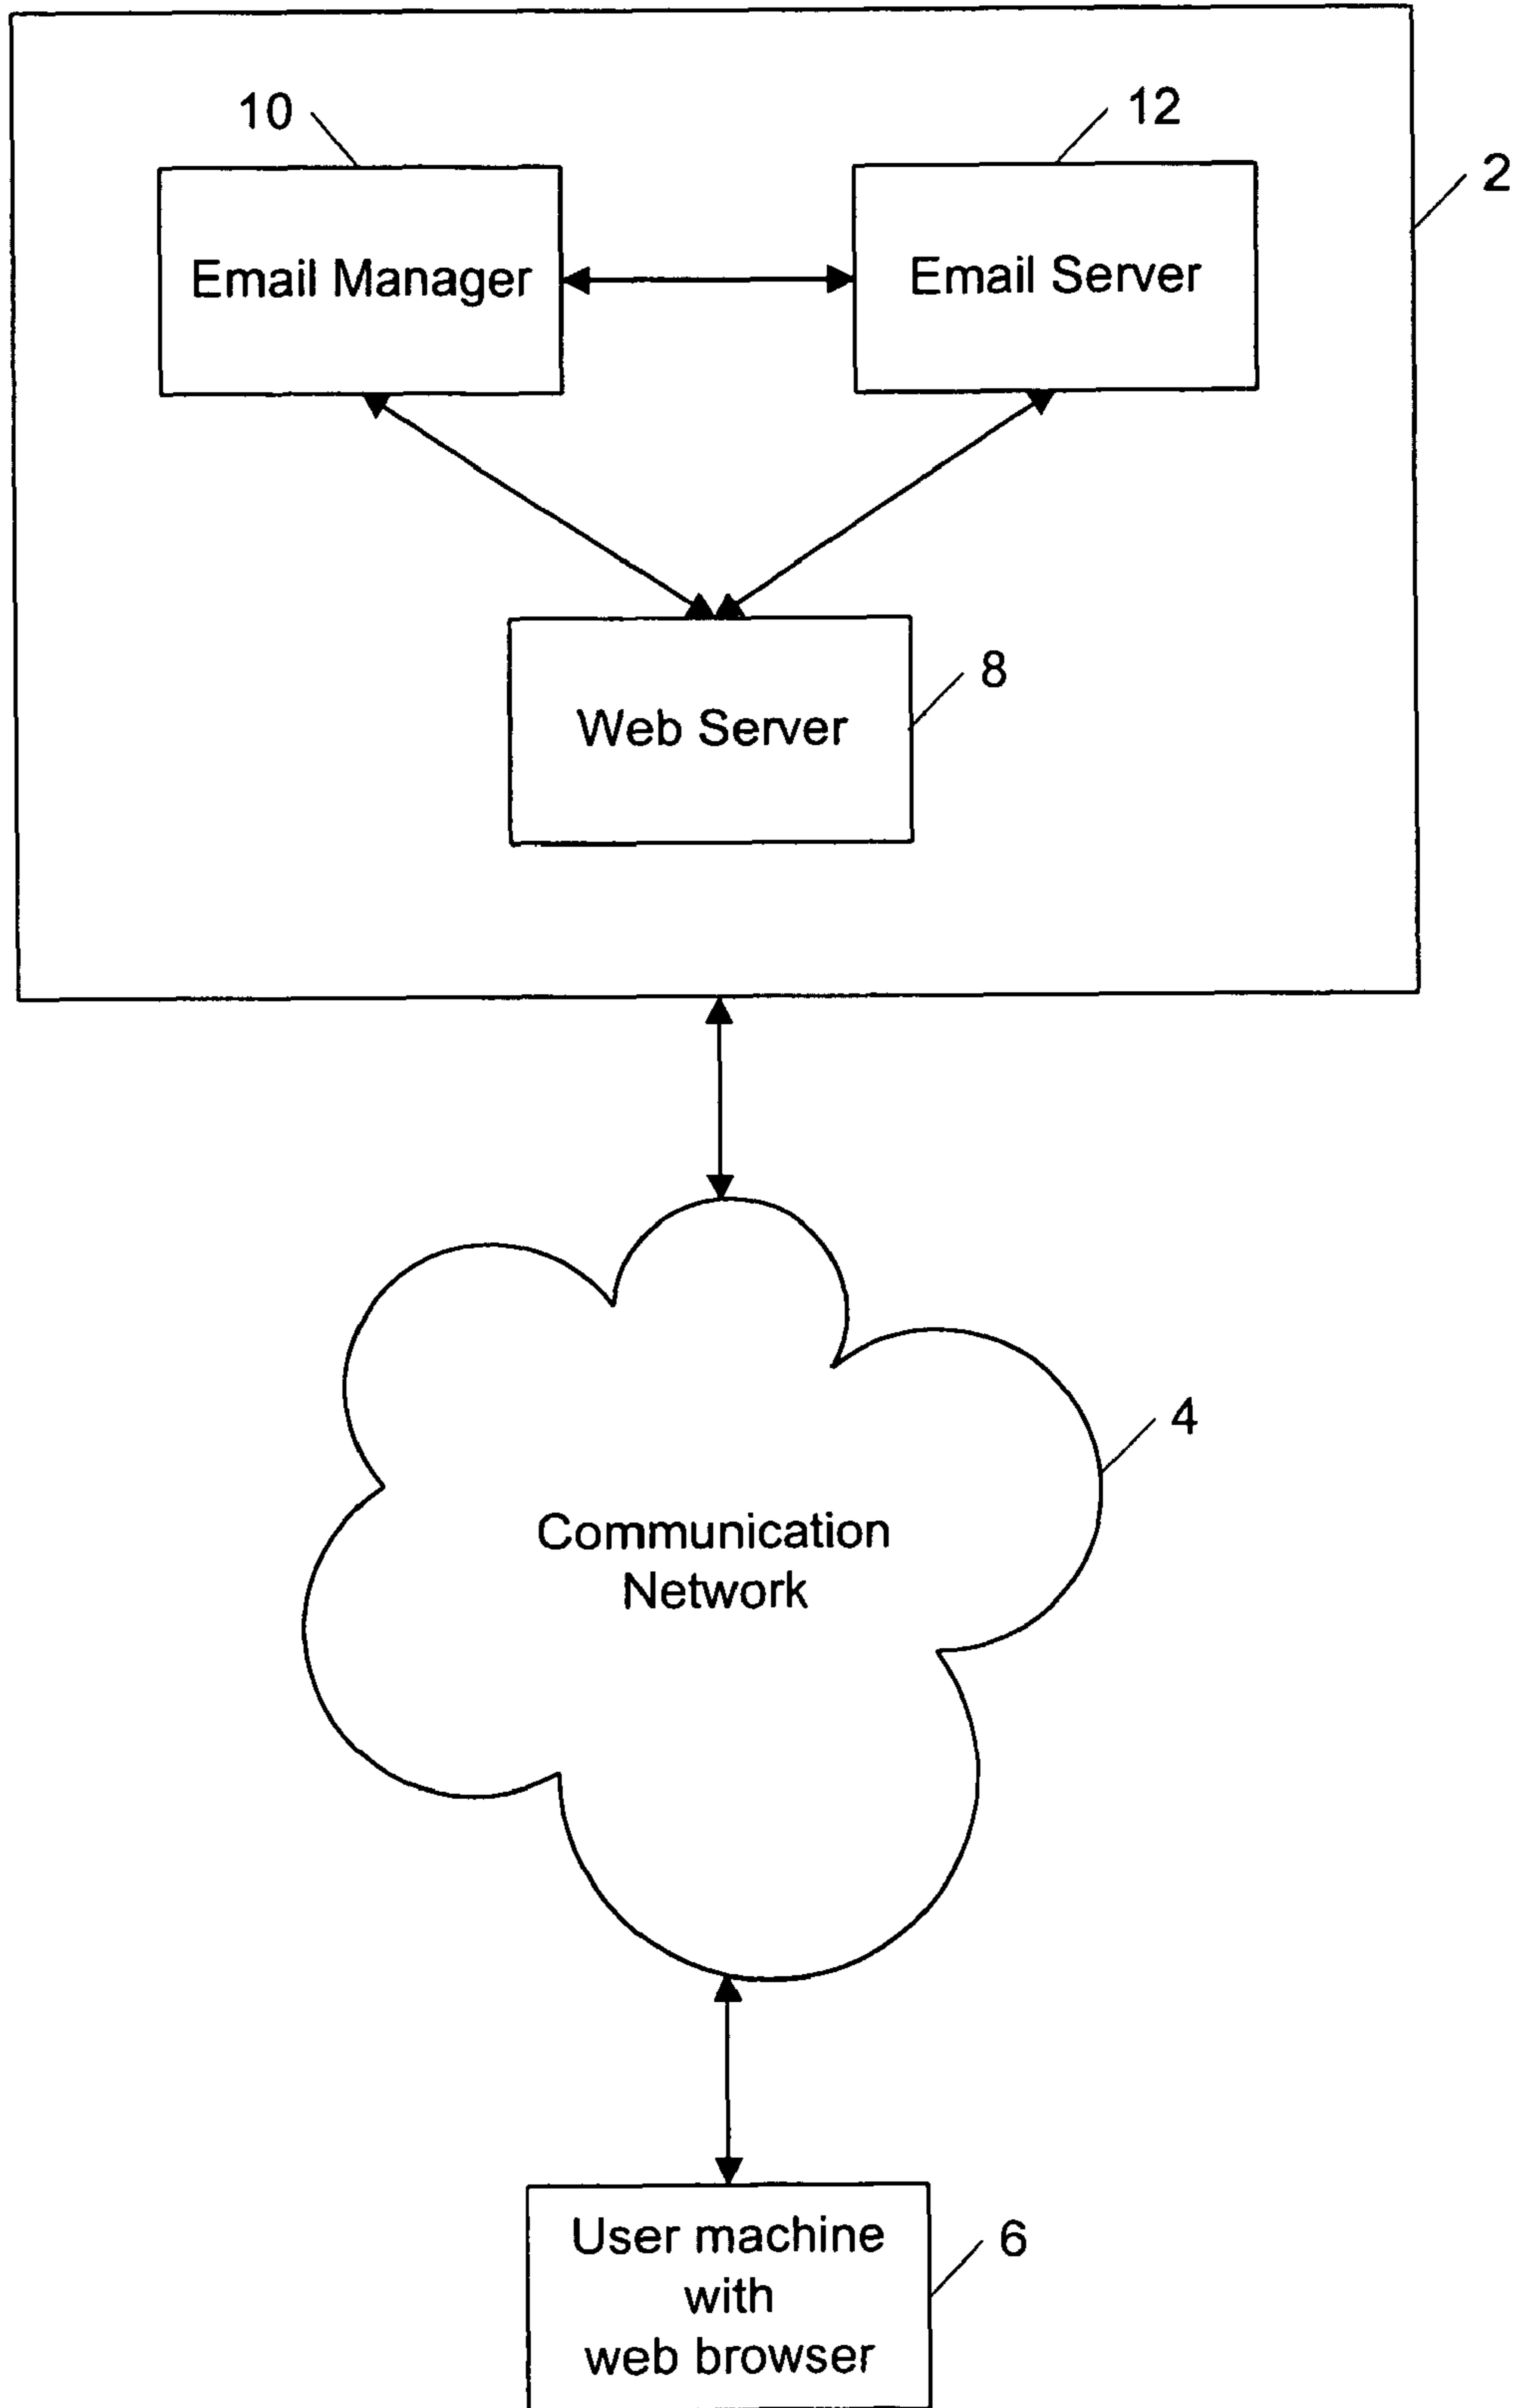 10
12
2
Email Manager
Email Server
8
Web Server
4
Communication
Network
6
User machine
with
web browser